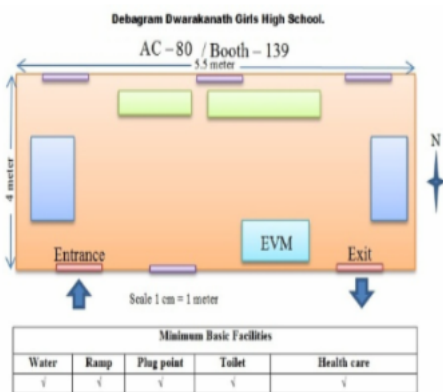 Debagram Dwarakanath Girls High School.
AC – 80 / Booth – 139
5.5 meter
4 meter
N
EVM
Entrance
Exit
Scale 1 cm = 1 meter
Minimum Basic Facilities
Water Ramp Plug point Toilet Health care
√ √ √ √ √